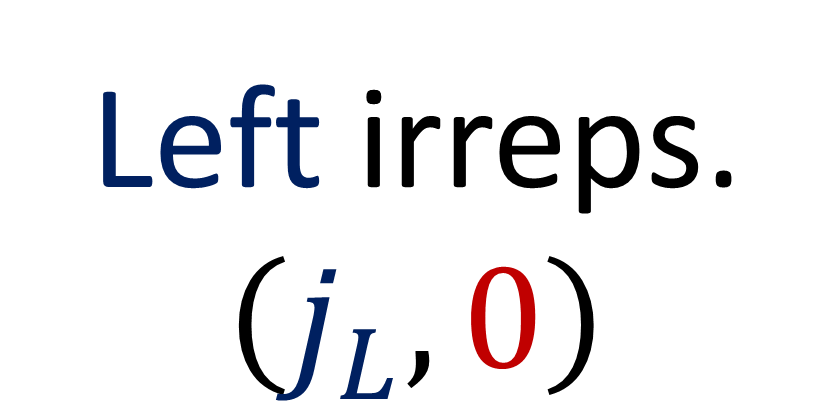 Left irreps.
(j_L, 0)